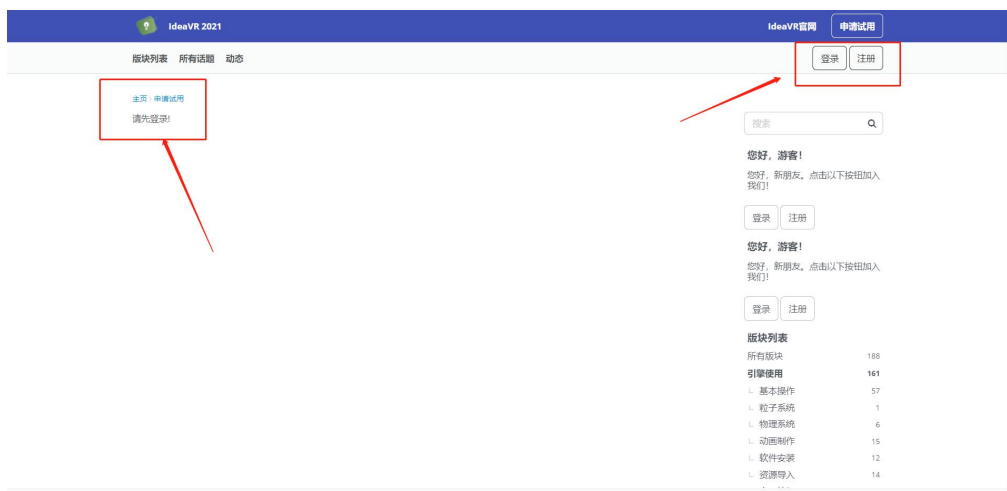 IdeaVR 2021
IdeaVR官网
申请试用
版块列表 所有话题 动态
登录 注册
主页 › 申请试用
请先登录!
搜索
您好，游客！
您好，新朋友。点击以下按钮加入
我们!
登录 注册
您好，游客！
您好，新朋友。点击以下按钮加入
我们!
登录 注册
版块列表
所有版块 188
引擎使用 161
基本操作 57
粒子系统 1
物理系统 6
动画制作 15
软件安装 12
资源导入 14